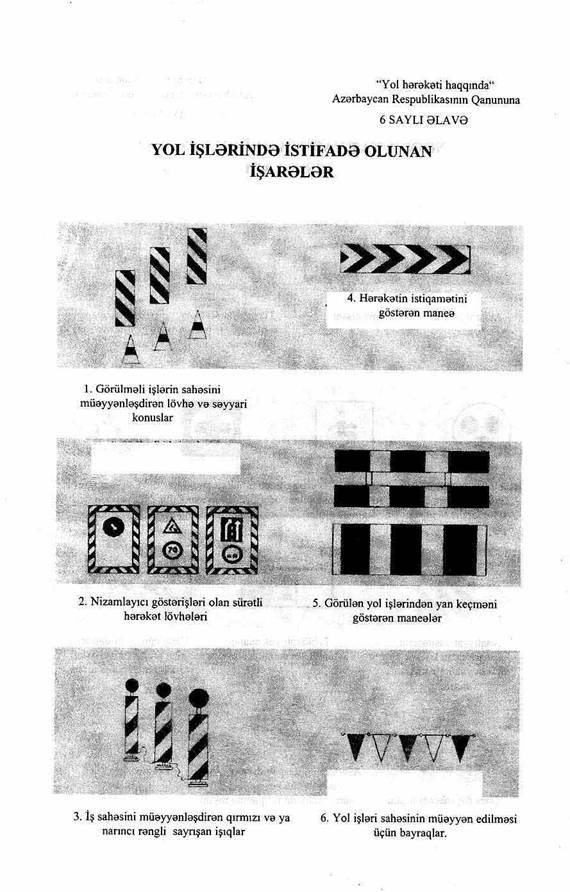 "Yol hərəkəti haqqında"
Azərbaycan Respublikasının Qanununa
6 SAYLI ƏLAVƏ
YOL İŞLƏRİNDƏ İSTİFADƏ OLUNAN
İŞARƏLƏR
4. Hərəkətin istiqamətini
göstərən maneə
1. Görülməli işlərin sahəsini
müəyyənləşdirən lövhə və səyyari
konuslar
70
2. Nizamlayıcı göstərişləri olan sürətli
hərəkət lövhələri
5. Görülən yol işlərindən yan keçməni
göstərən maneələr
3. İş sahəsini müəyyənləşdirən qırmızı və ya
narıncı rəngli sayrışan işıqlar
6. Yol işləri sahəsinin müəyyən edilməsi
üçün bayraqlar.